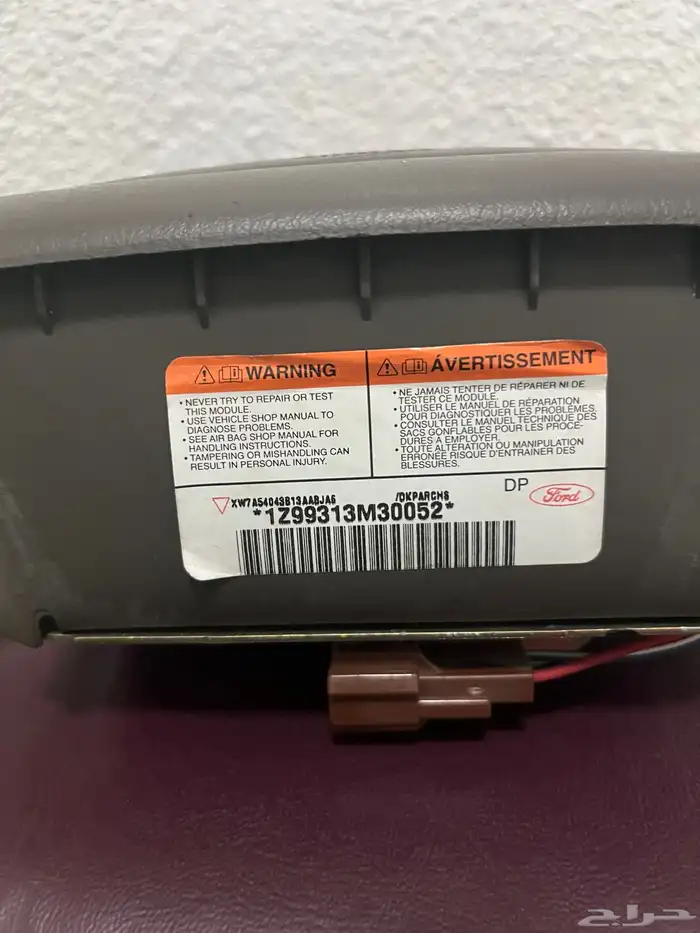 WARNING
• NEVER TRY TO REPAIR OR TEST
THIS MODULE.
• USE VEHICLE SHOP MANUAL TO
DIAGNOSE PROBLEMS.
• SEE AIR BAG SHOP MANUAL FOR
HANDLING INSTRUCTIONS.
• TAMPERING OR MISHANDLING CAN
RESULT IN PERSONAL INJURY.
ÁVERTISSEMENT
• NE JAMAIS TENTER DE RÉPARER NI DE
TESTER CE MODULE.
• UTILISER LE MANUEL DE RÉPARATION
POUR DIAGNOSTIQUER LES PROBLÈMES.
• CONSULTER LE MANUEL TECHNIQUE DES
SACS GONFLABLES POUR LES PROCÉ-
DURES A EMPLOYER.
• TOUTE ALTÉRATION OU MANIPULATION
ERRONÉE RISQUE D'ENTRAINER DES
BLESSURES.
DP Ford
XW7A54043B13AABJA6 /DKPARCHS
*1Z99313M30052*
حراج